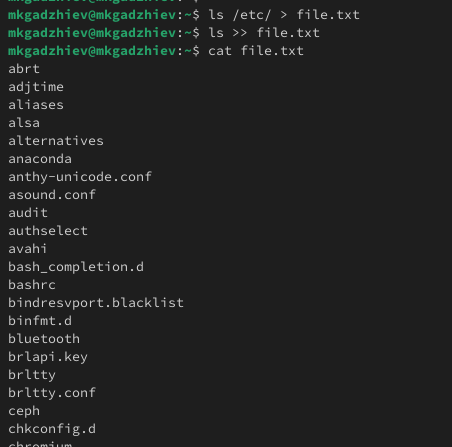 mkgadzhiev@mkgadzhiev:~$ ls /etc/ > file.txt
mkgadzhiev@mkgadzhiev:~$ ls >> file.txt
mkgadzhiev@mkgadzhiev:~$ cat file.txt
abrt
adjtime
aliases
alsa
alternatives
anaconda
anthy-unicode.conf
asound.conf
audit
authselect
avahi
bash_completion.d
bashrc
bindresvport.blacklist
binfmt.d
bluetooth
brlapi.key
brltty
brltty.conf
ceph
chkconfig.d
chromium